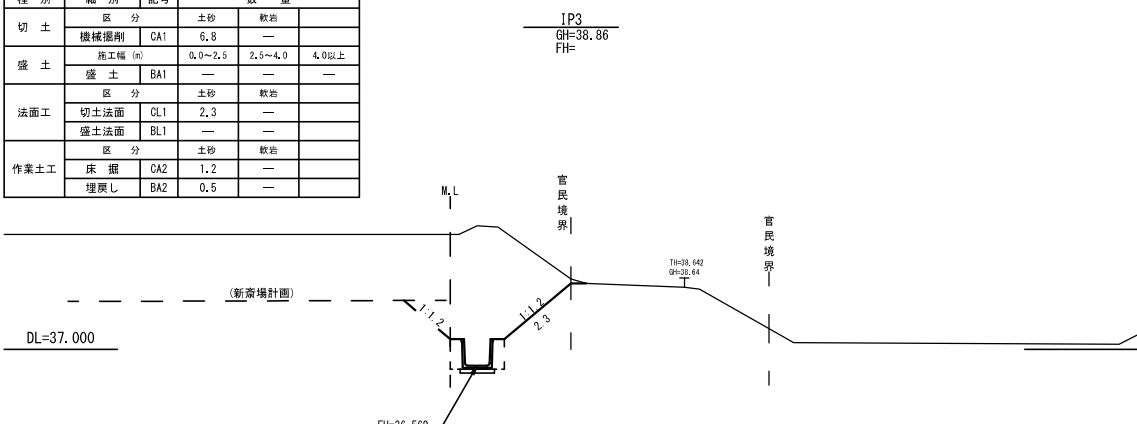 種 別 細 別 記号 数 量
切 土 区 分 土砂 軟岩
機械掘削 CA1 6.8 —
盛 土 施工幅 (m) 0.0～2.5 2.5～4.0 4.0以上
盛 土 BA1 — — —
法面工 区 分 土砂 軟岩
切土法面 CL1 2.3 —
盛土法面 BL1 — —
作業土工 区 分 土砂 軟岩
床 掘 CA2 1.2 —
埋戻し BA2 0.5 —
IP3
GH=38.86
FH=
M.L
官民境界
官民境界
TH=38.642
GH=38.64
(新斎場計画)
1:1.2
1:1.2
2.3
DL=37.000